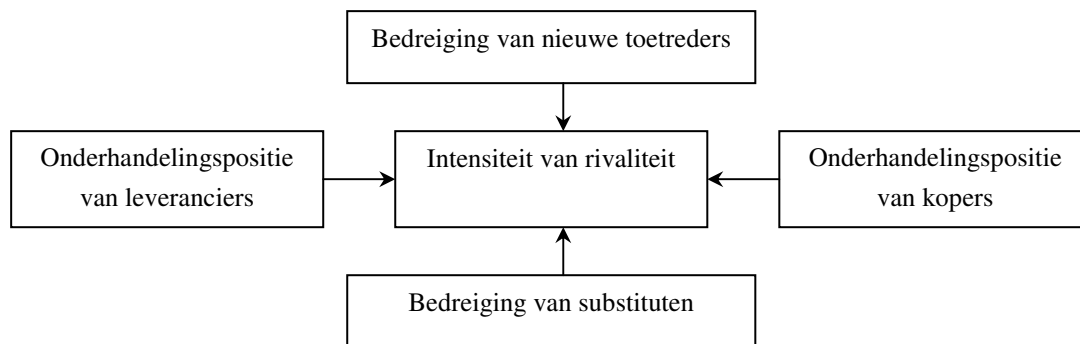 Bedreiging van nieuwe toetreders
Onderhandelingspositie
van leveranciers
Intensiteit van rivaliteit
Onderhandelingspositie
van kopers
Bedreiging van substituten